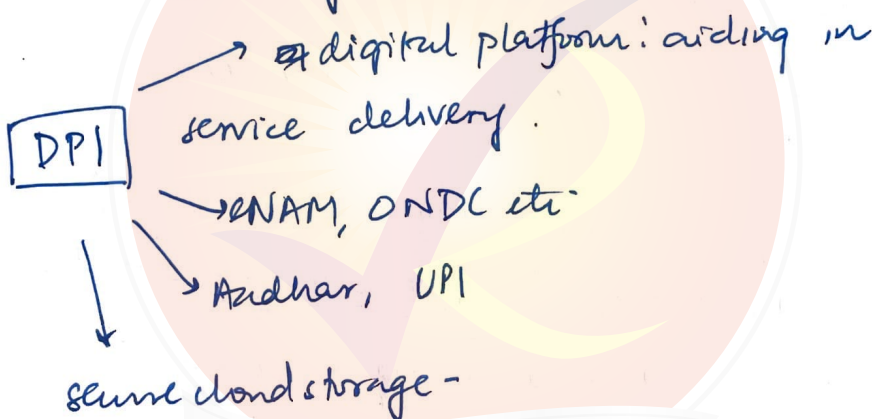 digital platform: aiding in
DPI
service delivery.
eNAM, ONDC etc
Aadhar, UPI
secure cloud storage -